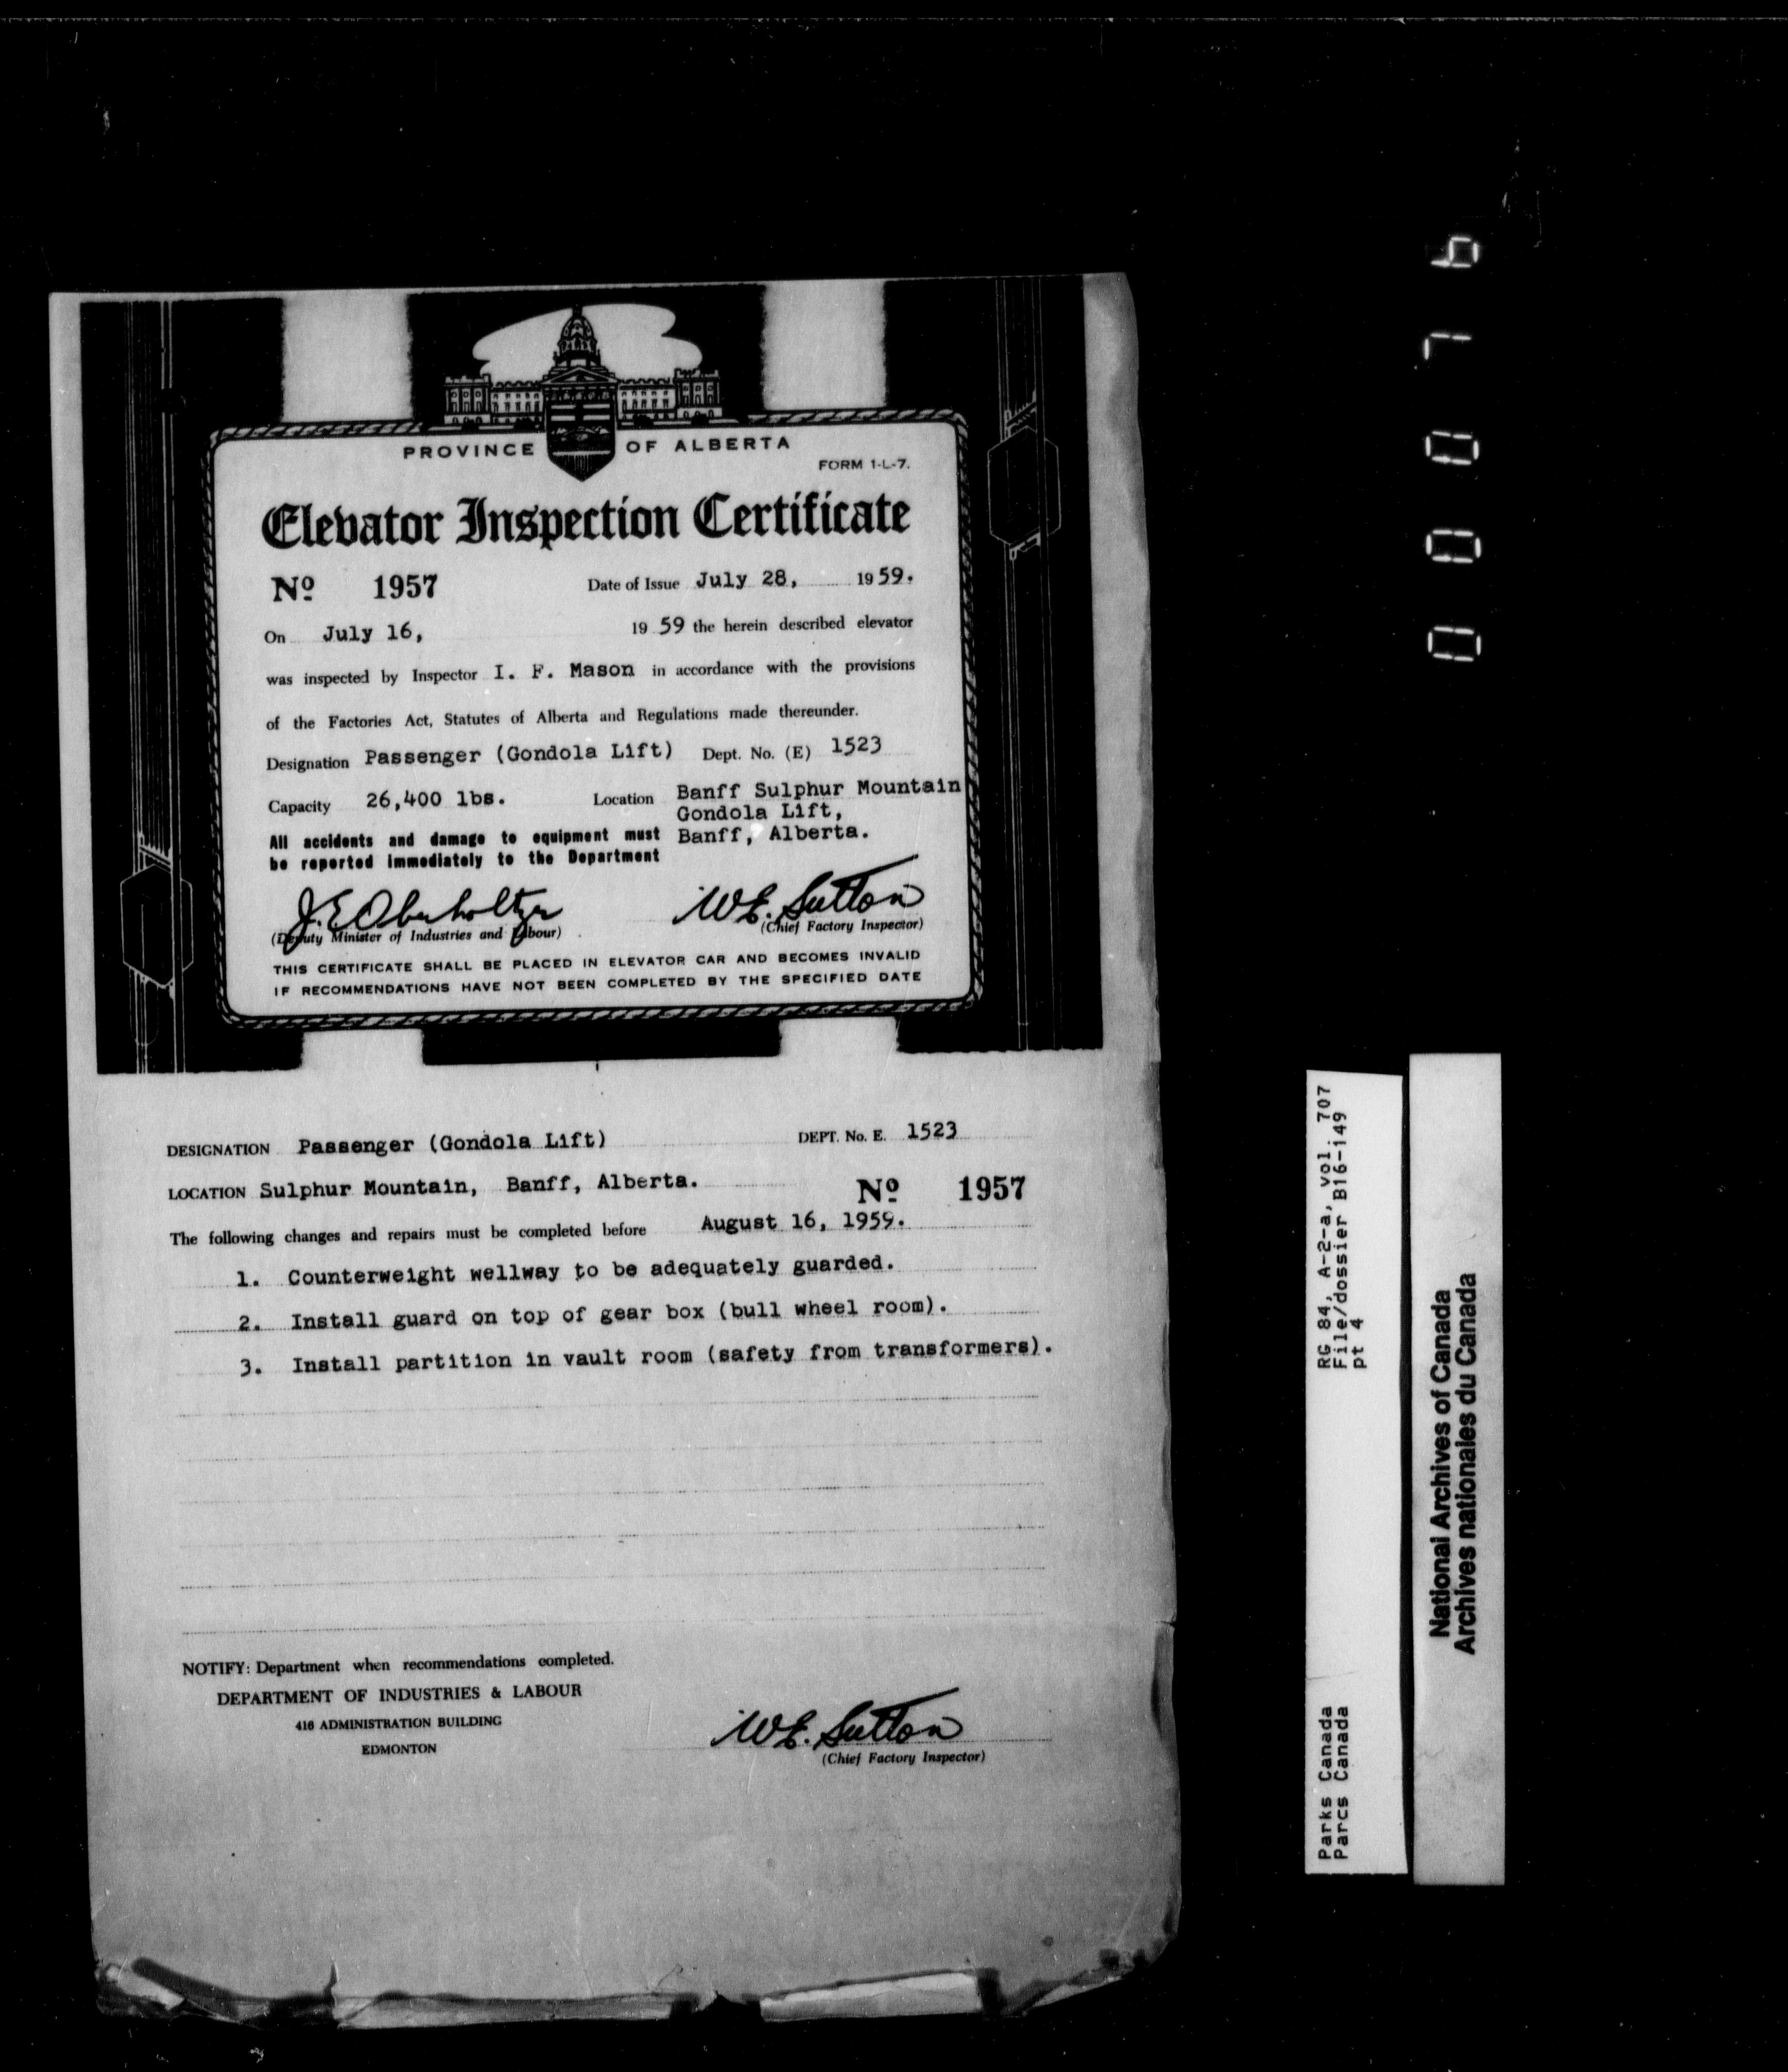 PROVINCE OF ALBERTA
FORM 1-L-7.
Elevator Inspection Certificate
Nº 1957 Date of Issue July 28, 1959.
On July 16, 19 59 the herein described elevator
was inspected by Inspector I. F. Mason in accordance with the provisions
of the Factories Act, Statutes of Alberta and Regulations made thereunder.
Designation Passenger (Gondola Lift) Dept. No. (E) 1523
Capacity 26,400 lbs. Location Banff Sulphur Mountain
Gondola Lift,
Banff, Alberta.
All accidents and damage to equipment must
be reported immediately to the Department
J. E. Oberholtzer W. E. Sutton
(Deputy Minister of Industries and Labour) (Chief Factory Inspector)
THIS CERTIFICATE SHALL BE PLACED IN ELEVATOR CAR AND BECOMES INVALID
IF RECOMMENDATIONS HAVE NOT BEEN COMPLETED BY THE SPECIFIED DATE
DESIGNATION Passenger (Gondola Lift) DEPT. No. E. 1523
LOCATION Sulphur Mountain, Banff, Alberta. Nº 1957
The following changes and repairs must be completed before August 16, 1959.
1. Counterweight wellway to be adequately guarded.
2. Install guard on top of gear box (bull wheel room).
3. Install partition in vault room (safety from transformers).
NOTIFY: Department when recommendations completed.
DEPARTMENT OF INDUSTRIES & LABOUR
416 ADMINISTRATION BUILDING
EDMONTON
W. E. Sutton
(Chief Factory Inspector)
Parks Canada RG 84, A-2-a, vol. 707
Parcs Canada File/dossier B16-149
pt 4
National Archives of Canada
Archives nationales du Canada